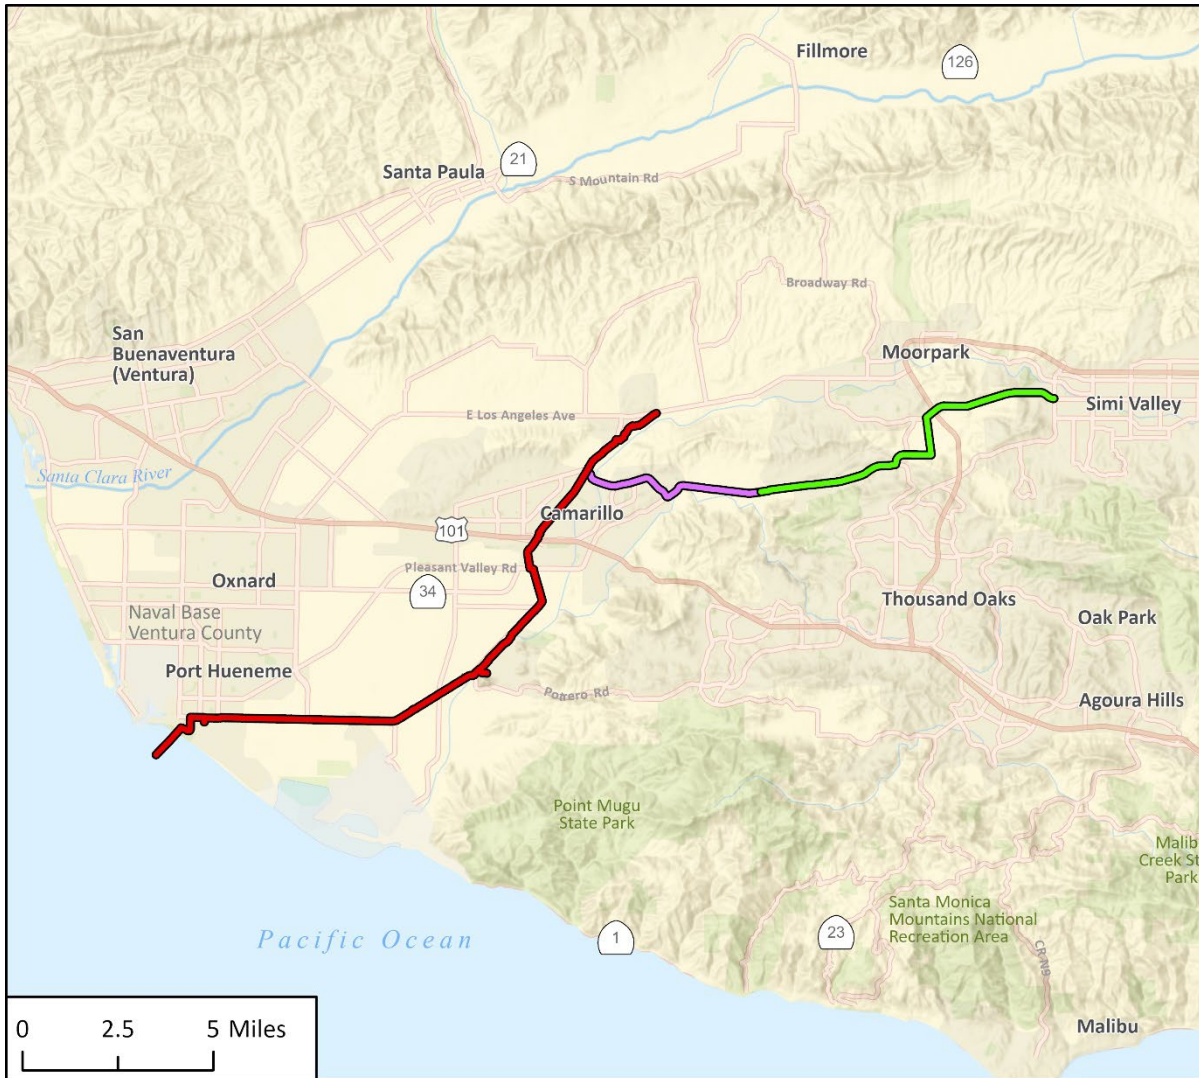 Fillmore
126
Santa Paula
21
S Mountain Rd
Broadway Rd
San
Buenaventura
(Ventura)
Moorpark
E Los Angeles Ave
Simi Valley
Santa Clara River
Camarillo
101
Pleasant Valley Rd
Oxnard
34
Thousand Oaks
Naval Base
Ventura County
Oak Park
Port Hueneme
Potrero Rd
Agoura Hills
Point Mugu
State Park
Malib
Creek St
Park
Santa Monica
Mountains National
Recreation Area
Pacific Ocean
1
23
CR N9
0 2.5 5 Miles
Malibu